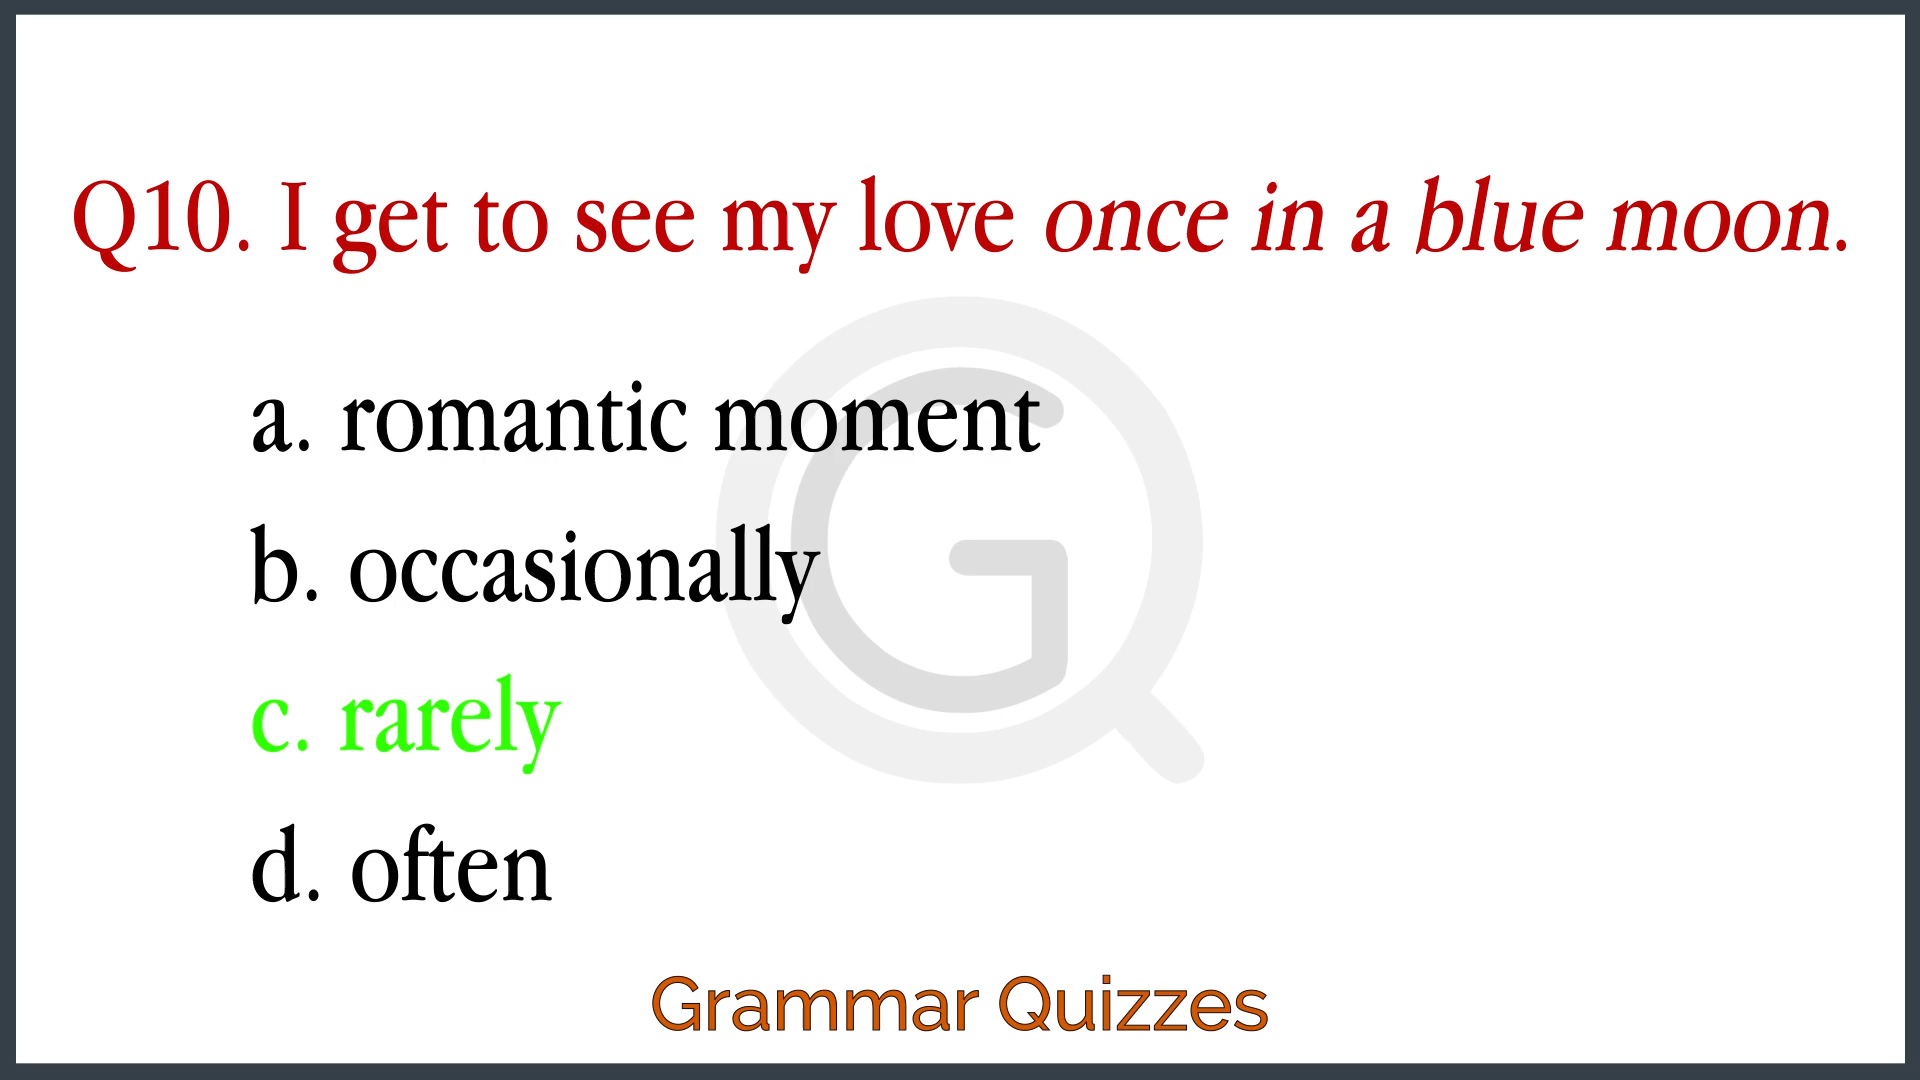 Q10. I get to see my love once in a blue moon.
a. romantic moment
b. occasionally
c. rarely
d. often
Grammar Quizzes